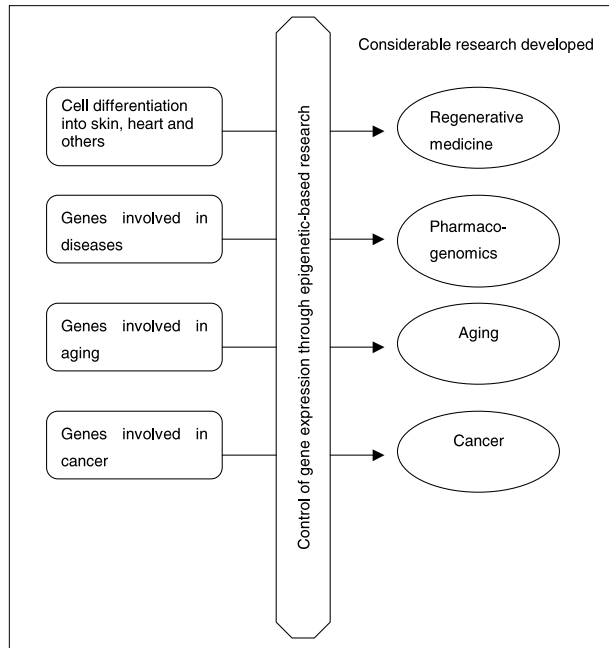 Considerable research developed
Cell differentiation
into skin, heart and
others
Regenerative
medicine
Genes involved in
diseases
Pharmaco-
genomics
Genes involved in
aging
Aging
Genes involved in
cancer
Cancer
Control of gene expression through epigenetic-based research